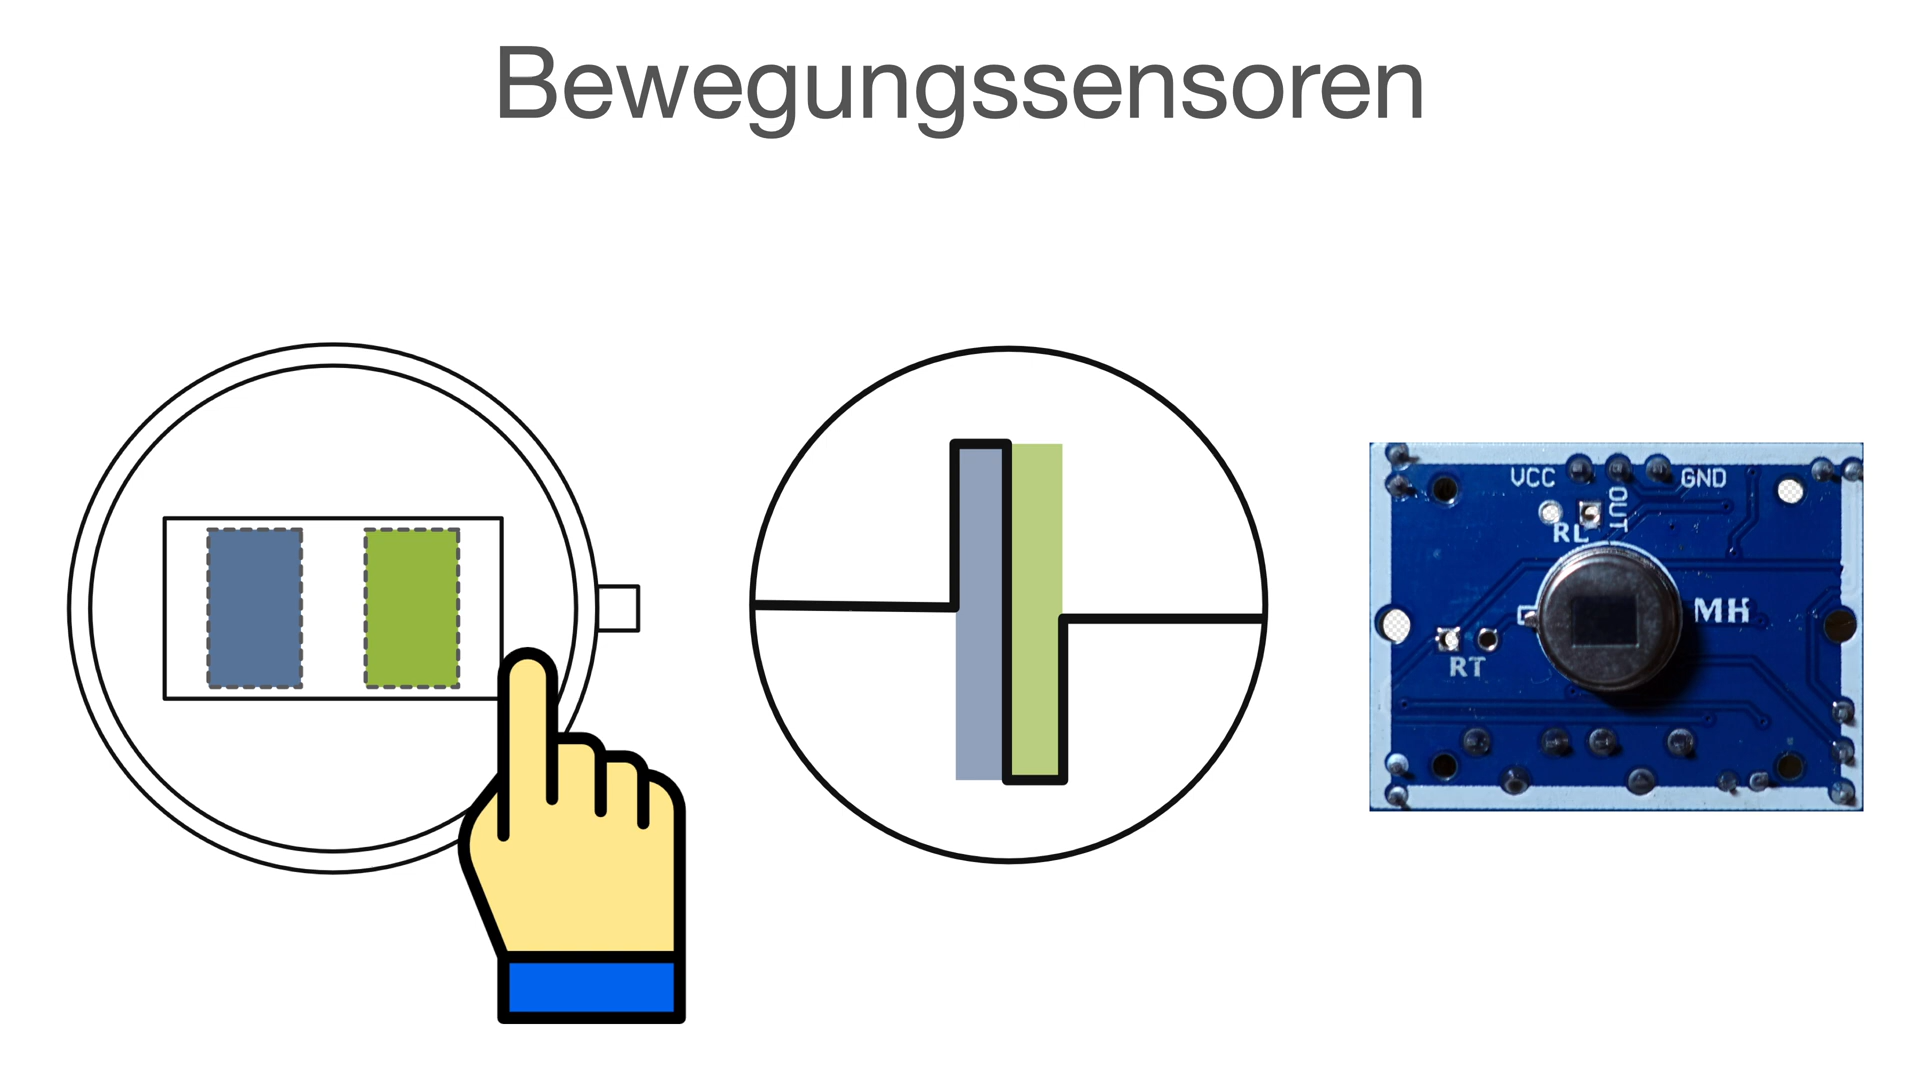 Bewegungssensoren
VCC
GND
OUT
RL
MH
RT